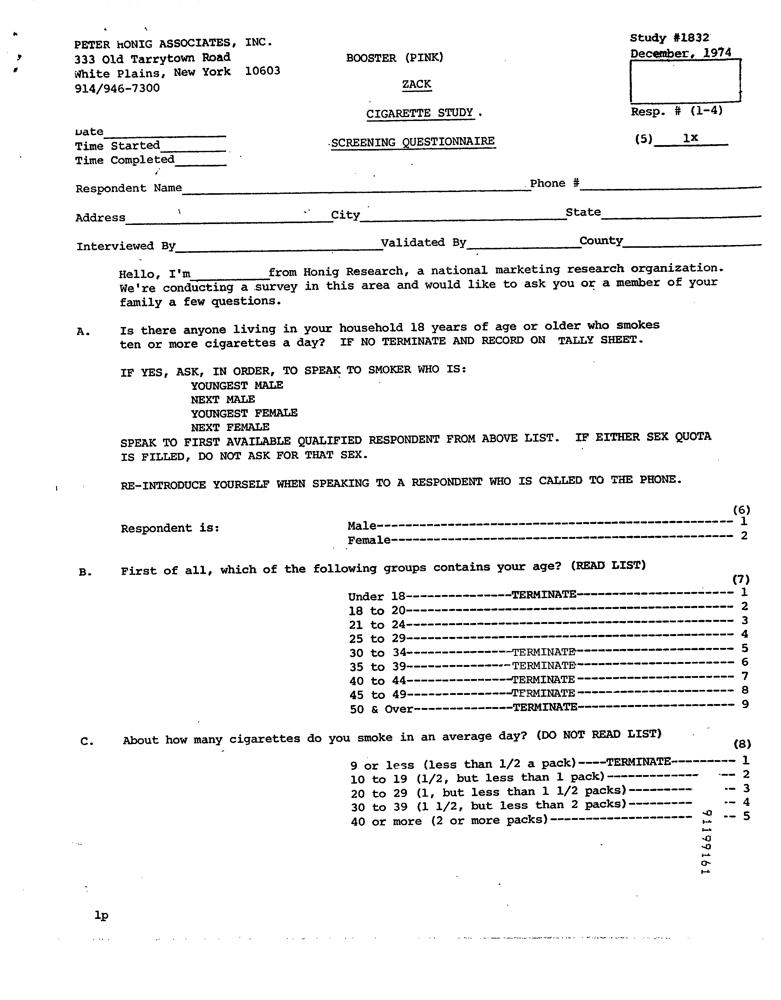 PETER HONIG ASSOCIATES, INC.
333 Old Tarrytown Road
White Plains, New York 10603
914/946-7300
BOOSTER (PINK)
ZACK
CIGARETTE STUDY.
SCREENING QUESTIONNAIRE
Study #1832
December, 1974
Resp. # (1-4)
(5) 1x
Date
Time Started
Time Completed
Respondent Name Phone #
Address City State
Interviewed By Validated By County
Hello, I'm from Honig Research, a national marketing research organization.
We're conducting a survey in this area and would like to ask you or a member of your
family a few questions.
A. Is there anyone living in your household 18 years of age or older who smokes
ten or more cigarettes a day? IF NO TERMINATE AND RECORD ON TALLY SHEET.
IF YES, ASK, IN ORDER, TO SPEAK TO SMOKER WHO IS:
YOUNGEST MALE
NEXT MALE
YOUNGEST FEMALE
NEXT FEMALE
SPEAK TO FIRST AVAILABLE QUALIFIED RESPONDENT FROM ABOVE LIST. IF EITHER SEX QUOTA
IS FILLED, DO NOT ASK FOR THAT SEX.
RE-INTRODUCE YOURSELF WHEN SPEAKING TO A RESPONDENT WHO IS CALLED TO THE PHONE.
(6)
Respondent is: Male---------------------------------------------------- 1
Female-------------------------------------------------- 2
B. First of all, which of the following groups contains your age? (READ LIST)
(7)
Under 18----------------TERMINATE----------------------- 1
18 to 20------------------------------------------------ 2
21 to 24------------------------------------------------ 3
25 to 29------------------------------------------------ 4
30 to 34----------------TERMINATE----------------------- 5
35 to 39----------------TERMINATE----------------------- 6
40 to 44----------------TERMINATE----------------------- 7
45 to 49----------------TERMINATE----------------------- 8
50 & Over---------------TERMINATE----------------------- 9
C. About how many cigarettes do you smoke in an average day? (DO NOT READ LIST)
(8)
9 or less (less than 1/2 a pack)----TERMINATE--------- 1
10 to 19 (1/2, but less than 1 pack)-------------- --- 2
20 to 29 (1, but less than 1 1/2 packs)--------- -- 3
30 to 39 (1 1/2, but less than 2 packs)--------- -- 4
40 or more (2 or more packs)--------------------- -- 5
91199161
1p